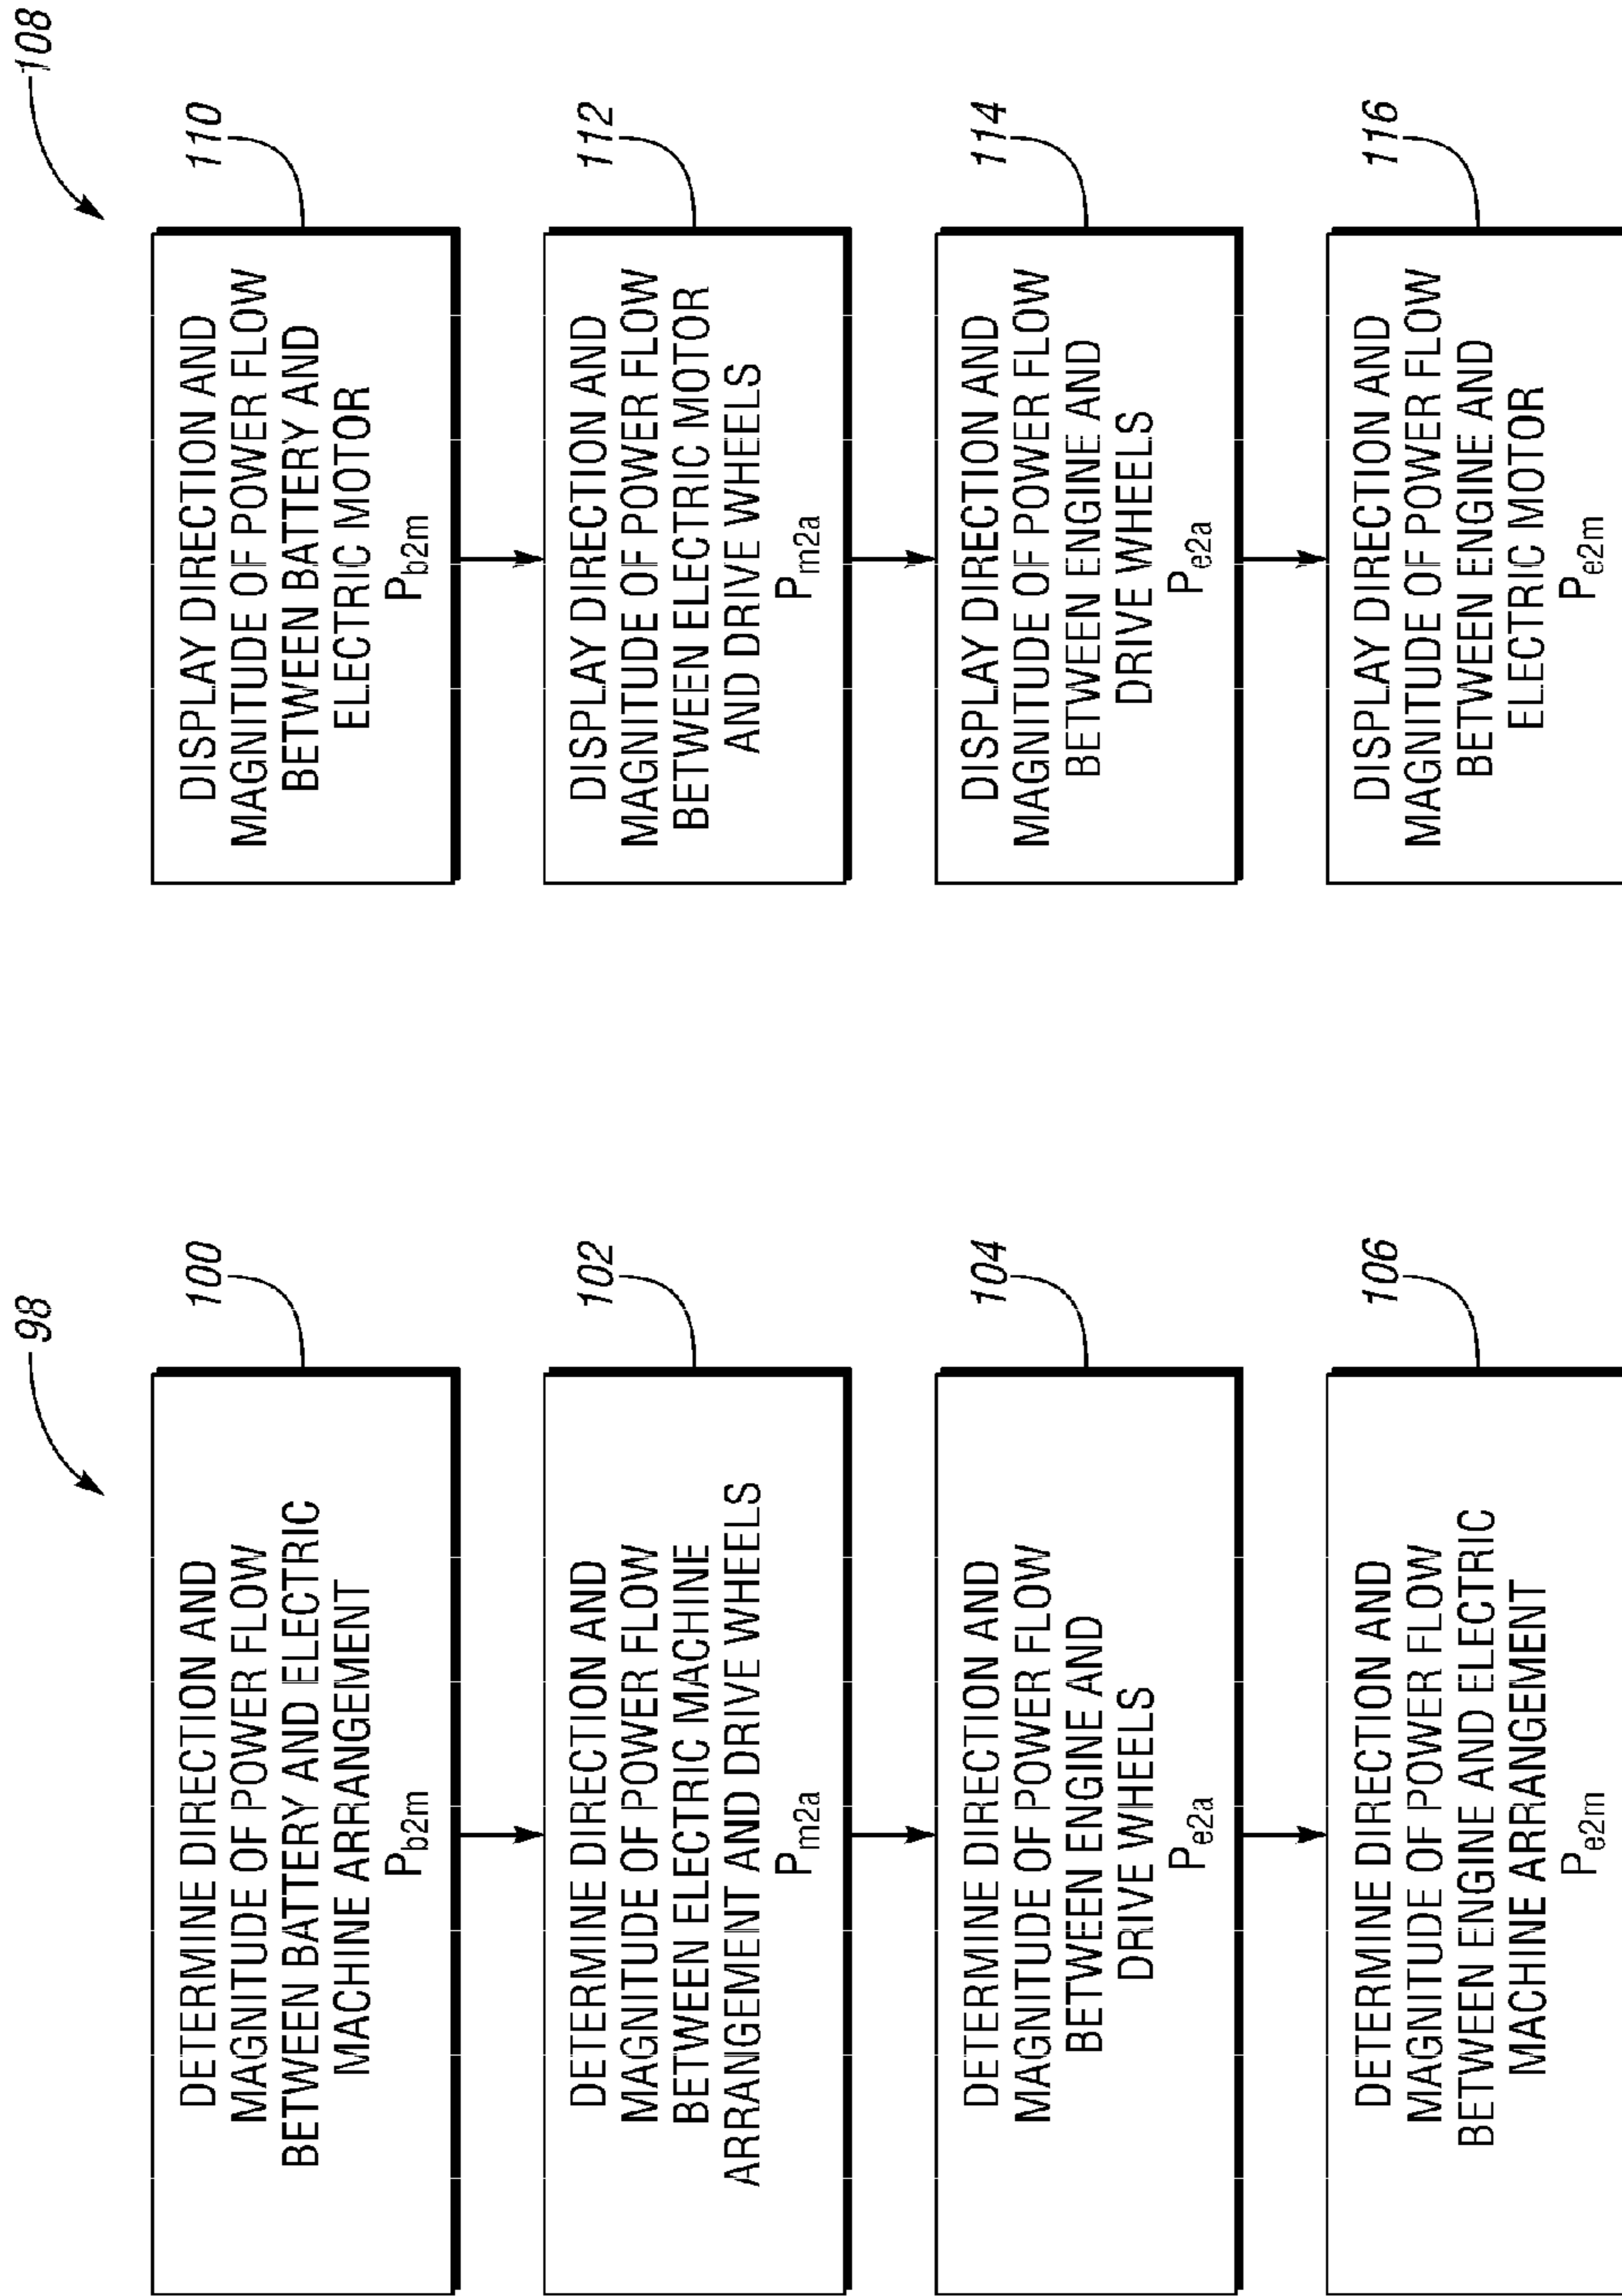 98
DETERMINE DIRECTION AND
MAGNITUDE OF POWER FLOW
BETWEEN BATTERY AND ELECTRIC
MACHINE ARRANGEMENT
Pb2m
100
DETERMINE DIRECTION AND
MAGNITUDE OF POWER FLOW
BETWEEN ELECTRIC MACHINE
ARRANGEMENT AND DRIVE WHEELS
Pm2a
102
DETERMINE DIRECTION AND
MAGNITUDE OF POWER FLOW
BETWEEN ENGINE AND
DRIVE WHEELS
Pe2a
104
DETERMINE DIRECTION AND
MAGNITUDE OF POWER FLOW
BETWEEN ENGINE AND ELECTRIC
MACHINE ARRANGEMENT
Pe2m
106
108
DISPLAY DIRECTION AND
MAGNITUDE OF POWER FLOW
BETWEEN BATTERY AND
ELECTRIC MOTOR
Pb2m
110
DISPLAY DIRECTION AND
MAGNITUDE OF POWER FLOW
BETWEEN ELECTRIC MOTOR
AND DRIVE WHEELS
Pm2a
112
DISPLAY DIRECTION AND
MAGNITUDE OF POWER FLOW
BETWEEN ENGINE AND
DRIVE WHEELS
Pe2a
114
DISPLAY DIRECTION AND
MAGNITUDE OF POWER FLOW
BETWEEN ENGINE AND
ELECTRIC MOTOR
Pe2m
116